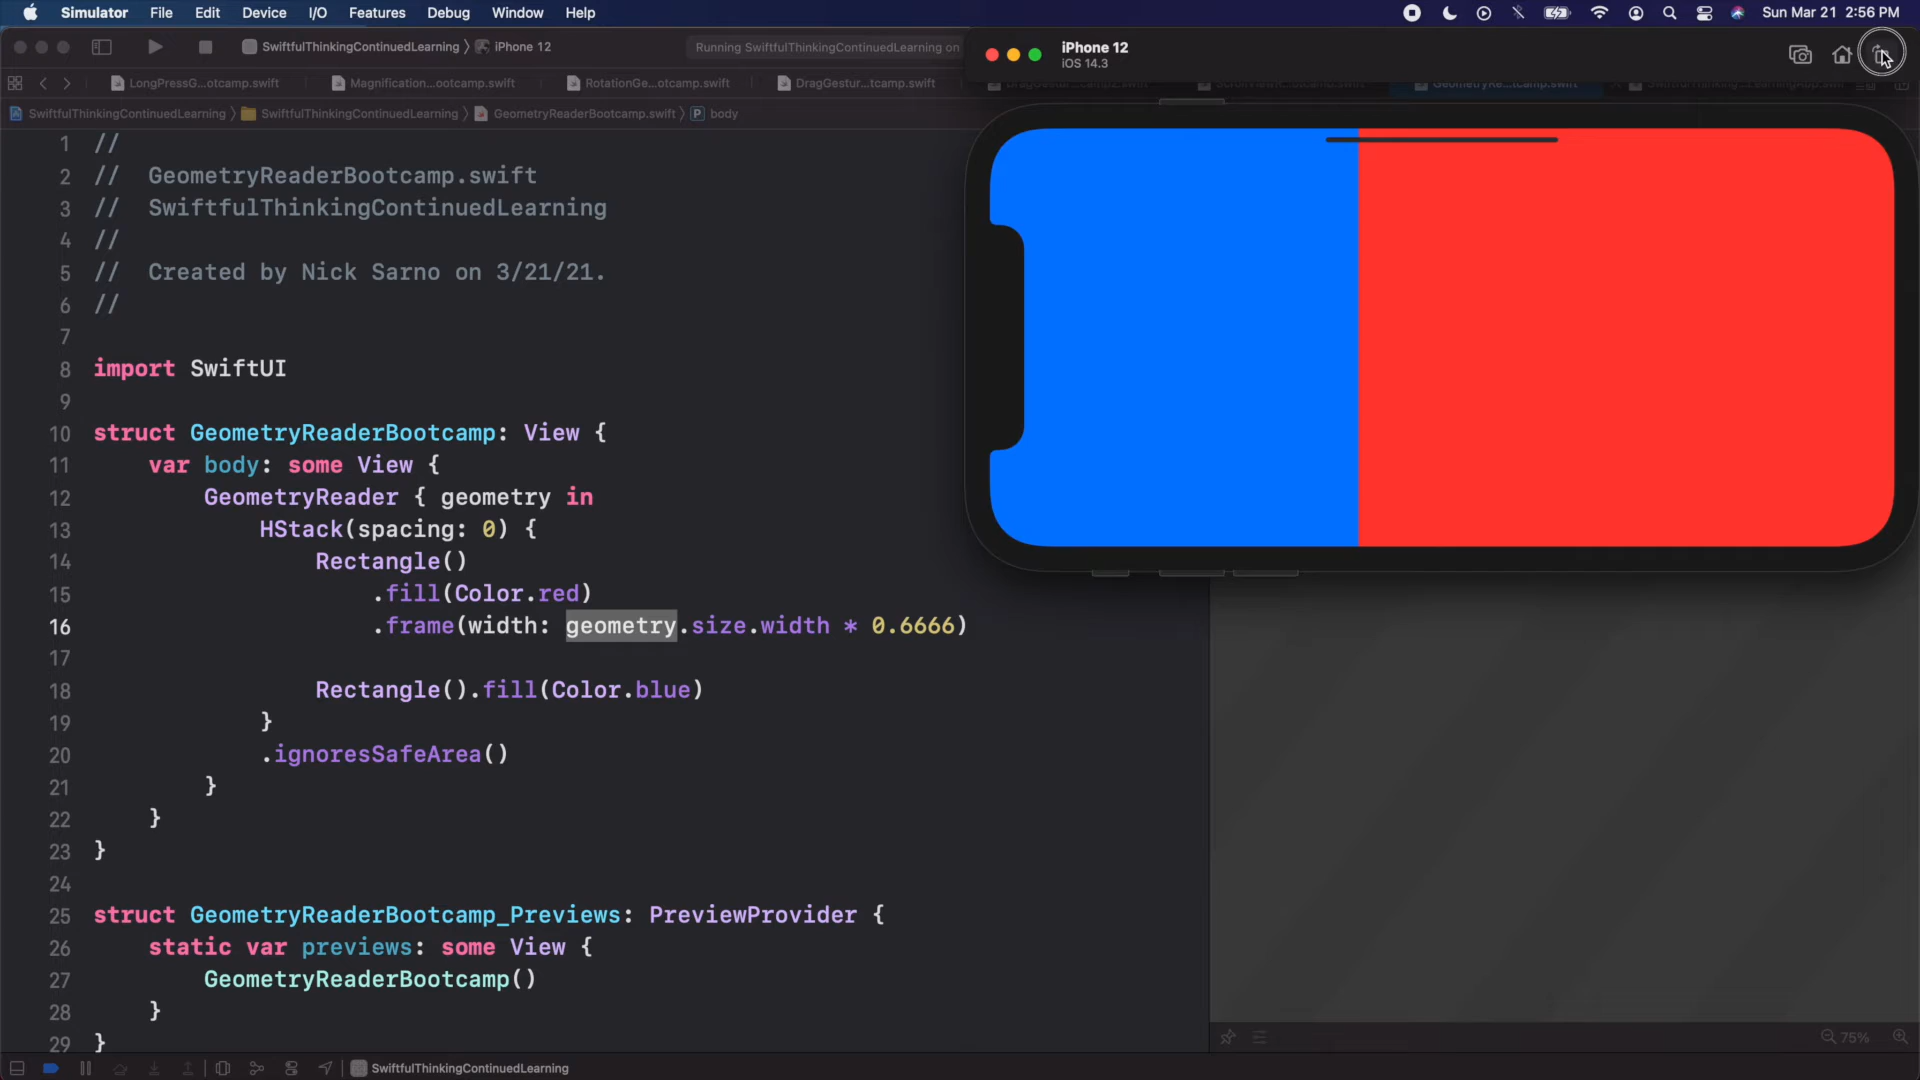 Simulator File Edit Device I/O Features Debug Window Help Sun Mar 21 2:56 PM
SwiftfulThinkingContinuedLearning 〉 iPhone 12 Running SwiftfulThinkingContinuedLearning on
iPhone 12
iOS 14.3
LongPressG...otcamp.swift Magnification...ootcamp.swift RotationGe...otcamp.swift DragGestur...tcamp.swift
SwiftfulThinkingContinuedLearning 〉 SwiftfulThinkingContinuedLearning 〉 GeometryReaderBootcamp.swift 〉 P body
1 //
2 // GeometryReaderBootcamp.swift
3 // SwiftfulThinkingContinuedLearning
4 //
5 // Created by Nick Sarno on 3/21/21.
6 //
7
8 import SwiftUI
9
10 struct GeometryReaderBootcamp: View {
11 var body: some View {
12 GeometryReader { geometry in
13 HStack(spacing: 0) {
14 Rectangle()
15 .fill(Color.red)
16 .frame(width: geometry.size.width * 0.6666)
17
18 Rectangle().fill(Color.blue)
19 }
20 .ignoresSafeArea()
21 }
22 }
23 }
24
25 struct GeometryReaderBootcamp_Previews: PreviewProvider {
26 static var previews: some View {
27 GeometryReaderBootcamp()
28 }
29 }
75%
SwiftfulThinkingContinuedLearning